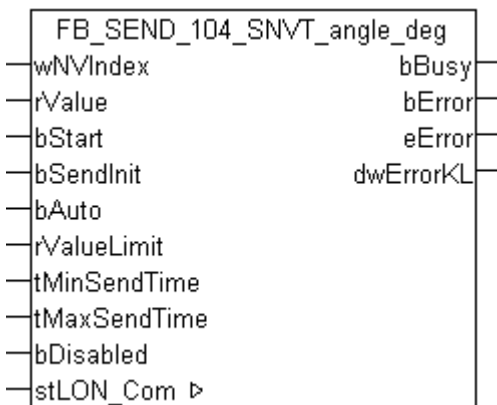 FB_SEND_104_SNVT_angle_deg
wNVIndex bBusy
rValue bError
bStart eError
bSendInit dwErrorKL
bAuto
rValueLimit
tMinSendTime
tMaxSendTime
bDisabled
stLON_Com ▷